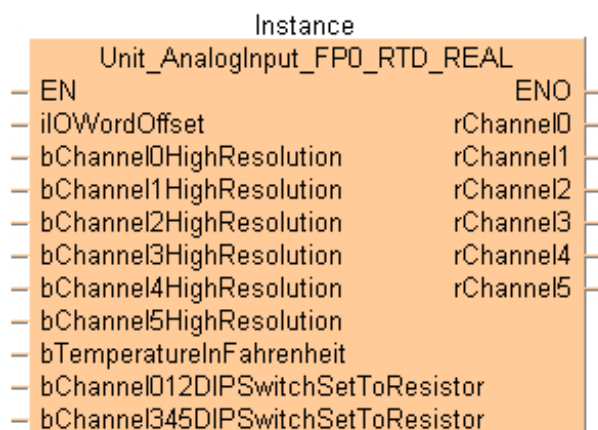 Instance
Unit_AnalogInput_FP0_RTD_REAL
EN ENO
iIOWordOffset rChannel0
bChannel0HighResolution rChannel1
bChannel1HighResolution rChannel2
bChannel2HighResolution rChannel3
bChannel3HighResolution rChannel4
bChannel4HighResolution rChannel5
bChannel5HighResolution
bTemperatureInFahrenheit
bChannel012DIPSwitchSetToResistor
bChannel345DIPSwitchSetToResistor